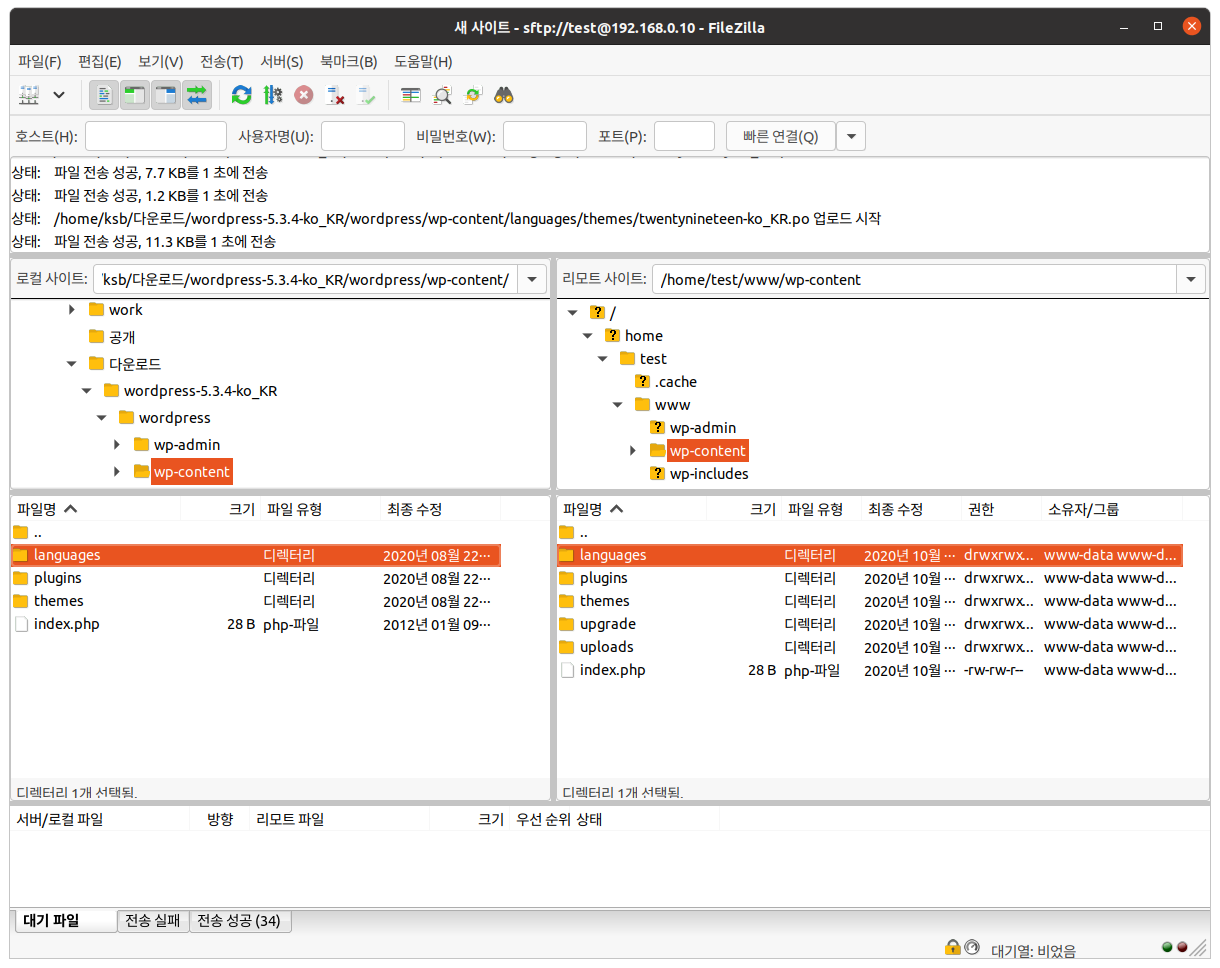 새 사이트 - sftp://test@192.168.0.10 - FileZilla
파일(F) 편집(E) 보기(V) 전송(T) 서버(S) 북마크(B) 도움말(H)
호스트(H): 사용자명(U): 비밀번호(W): 포트(P): 빠른 연결(Q)
상태: 파일 전송 성공, 7.7 KB를 1 초에 전송
상태: 파일 전송 성공, 1.2 KB를 1 초에 전송
상태: /home/ksb/다운로드/wordpress-5.3.4-ko_KR/wordpress/wp-content/languages/themes/twentynineteen-ko_KR.po 업로드 시작
상태: 파일 전송 성공, 11.3 KB를 1 초에 전송
로컬 사이트: ksb/다운로드/wordpress-5.3.4-ko_KR/wordpress/wp-content/
work
공개
다운로드
wordpress-5.3.4-ko_KR
wordpress
wp-admin
wp-content
리모트 사이트: /home/test/www/wp-content
/
home
test
.cache
www
wp-admin
wp-content
wp-includes
파일명 크기 파일 유형 최종 수정
..
languages 디렉터리 2020년 08월 22…
plugins 디렉터리 2020년 08월 22…
themes 디렉터리 2020년 08월 22…
index.php 28 B php-파일 2012년 01월 09…
디렉터리 1개 선택됨.
파일명 크기 파일 유형 최종 수정 권한 소유자/그룹
..
languages 디렉터리 2020년 10월 … drwxrwx... www-data www-d...
plugins 디렉터리 2020년 10월 … drwxrwx... www-data www-d...
themes 디렉터리 2020년 10월 … drwxrwx... www-data www-d...
upgrade 디렉터리 2020년 10월 … drwxrwx... www-data www-d...
uploads 디렉터리 2020년 10월 … drwxrwx... www-data www-d...
index.php 28 B php-파일 2020년 10월 … -rw-rw-r-- www-data www-d...
디렉터리 1개 선택됨.
서버/로컬 파일 방향 리모트 파일 크기 우선 순위 상태
대기 파일 전송 실패 전송 성공 (34)
대기열: 비었음